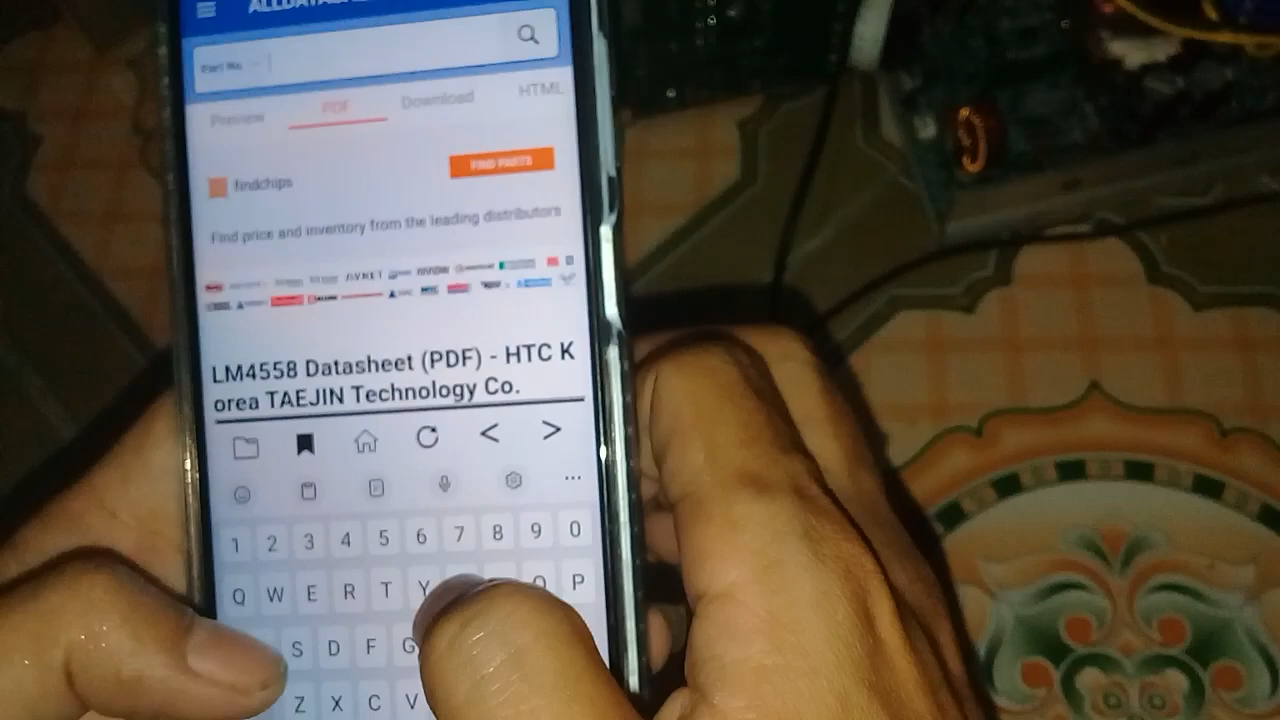 Part No
Preview PDF Download HTML
findchips FIND PARTS
Find price and inventory from the leading distributors
AVNET ARROW
LM4558 Datasheet (PDF) - HTC K
orea TAEJIN Technology Co.
1 2 3 4 5 6 7 8 9 0
Q W E R T Y O P
S D F G
Z X C V